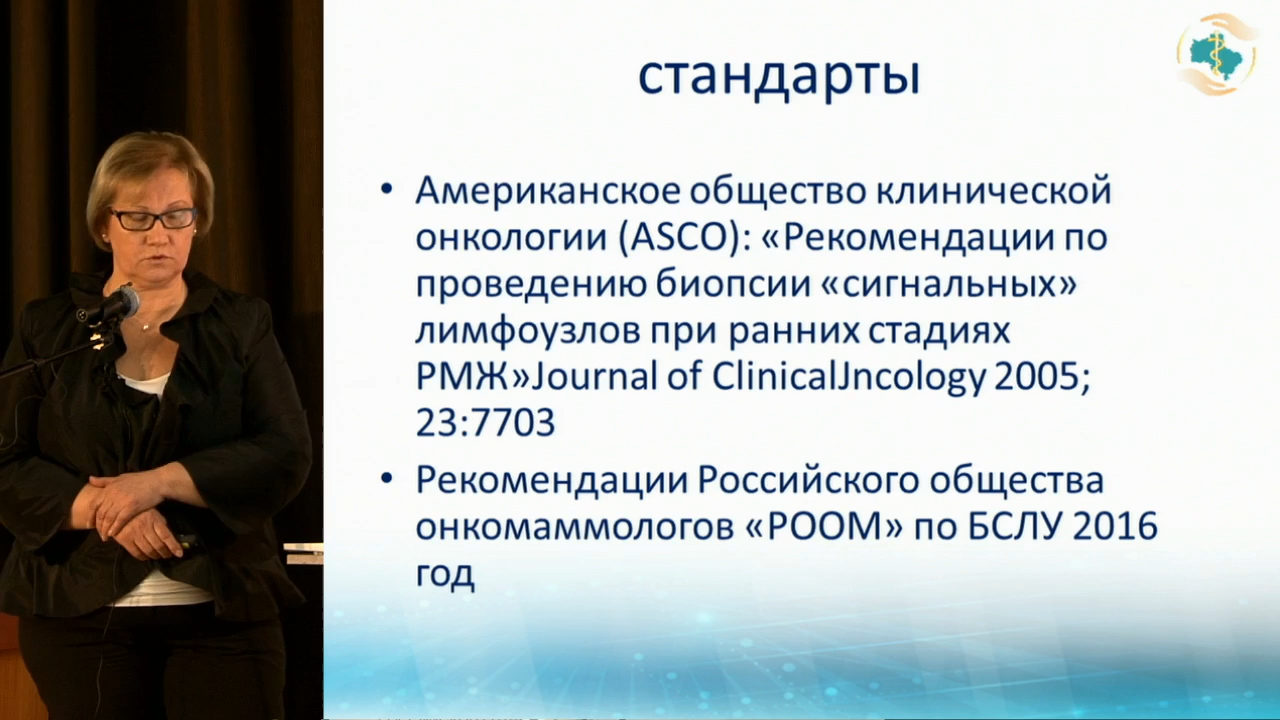 стандарты
• Американское общество клинической
онкологии (ASCO): «Рекомендации по
проведению биопсии «сигнальных»
лимфоузлов при ранних стадиях
РМЖ»Journal of ClinicalJncology 2005;
23:7703
• Рекомендации Российского общества
онкомаммологов «РООМ» по БСЛУ 2016
год